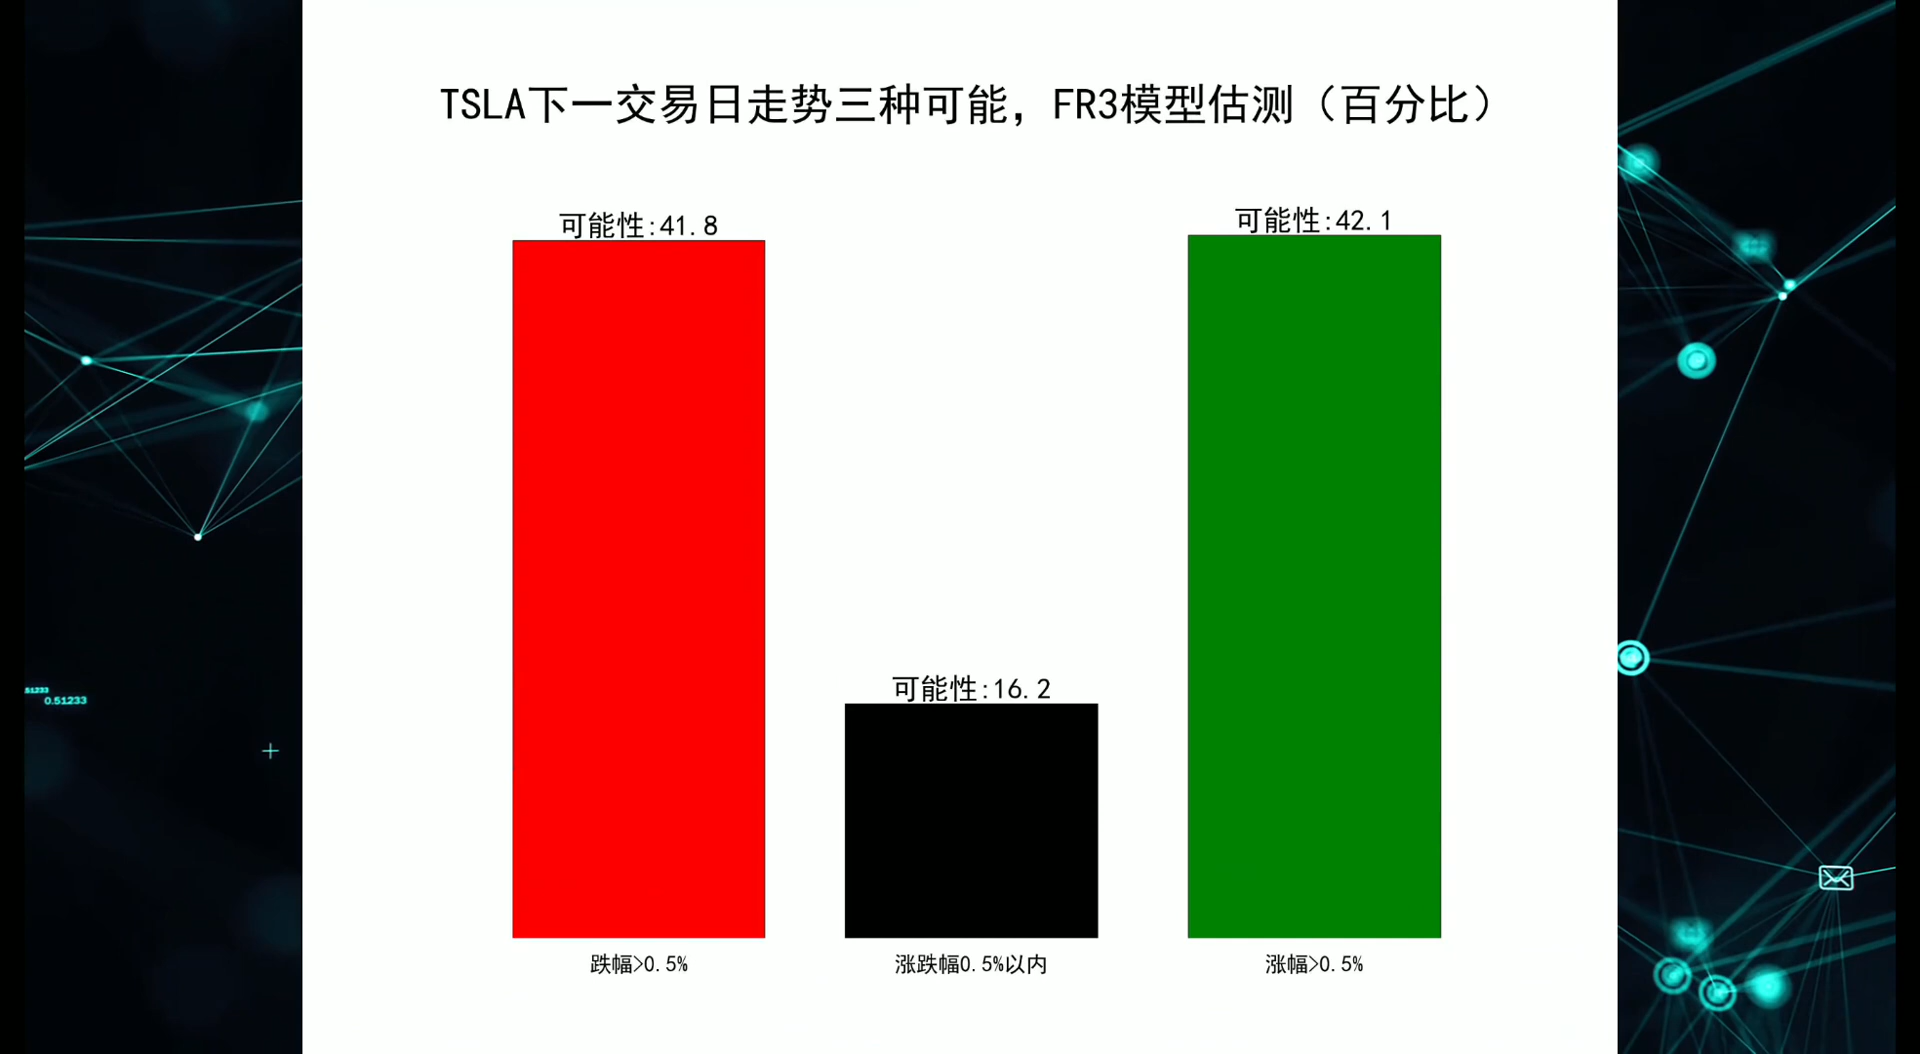 TSLA下一交易日走势三种可能，FR3模型估测（百分比）
可能性:41.8
可能性:42.1
可能性:16.2
跌幅>0.5%
涨跌幅0.5%以内
涨幅>0.5%
51233
0.51233